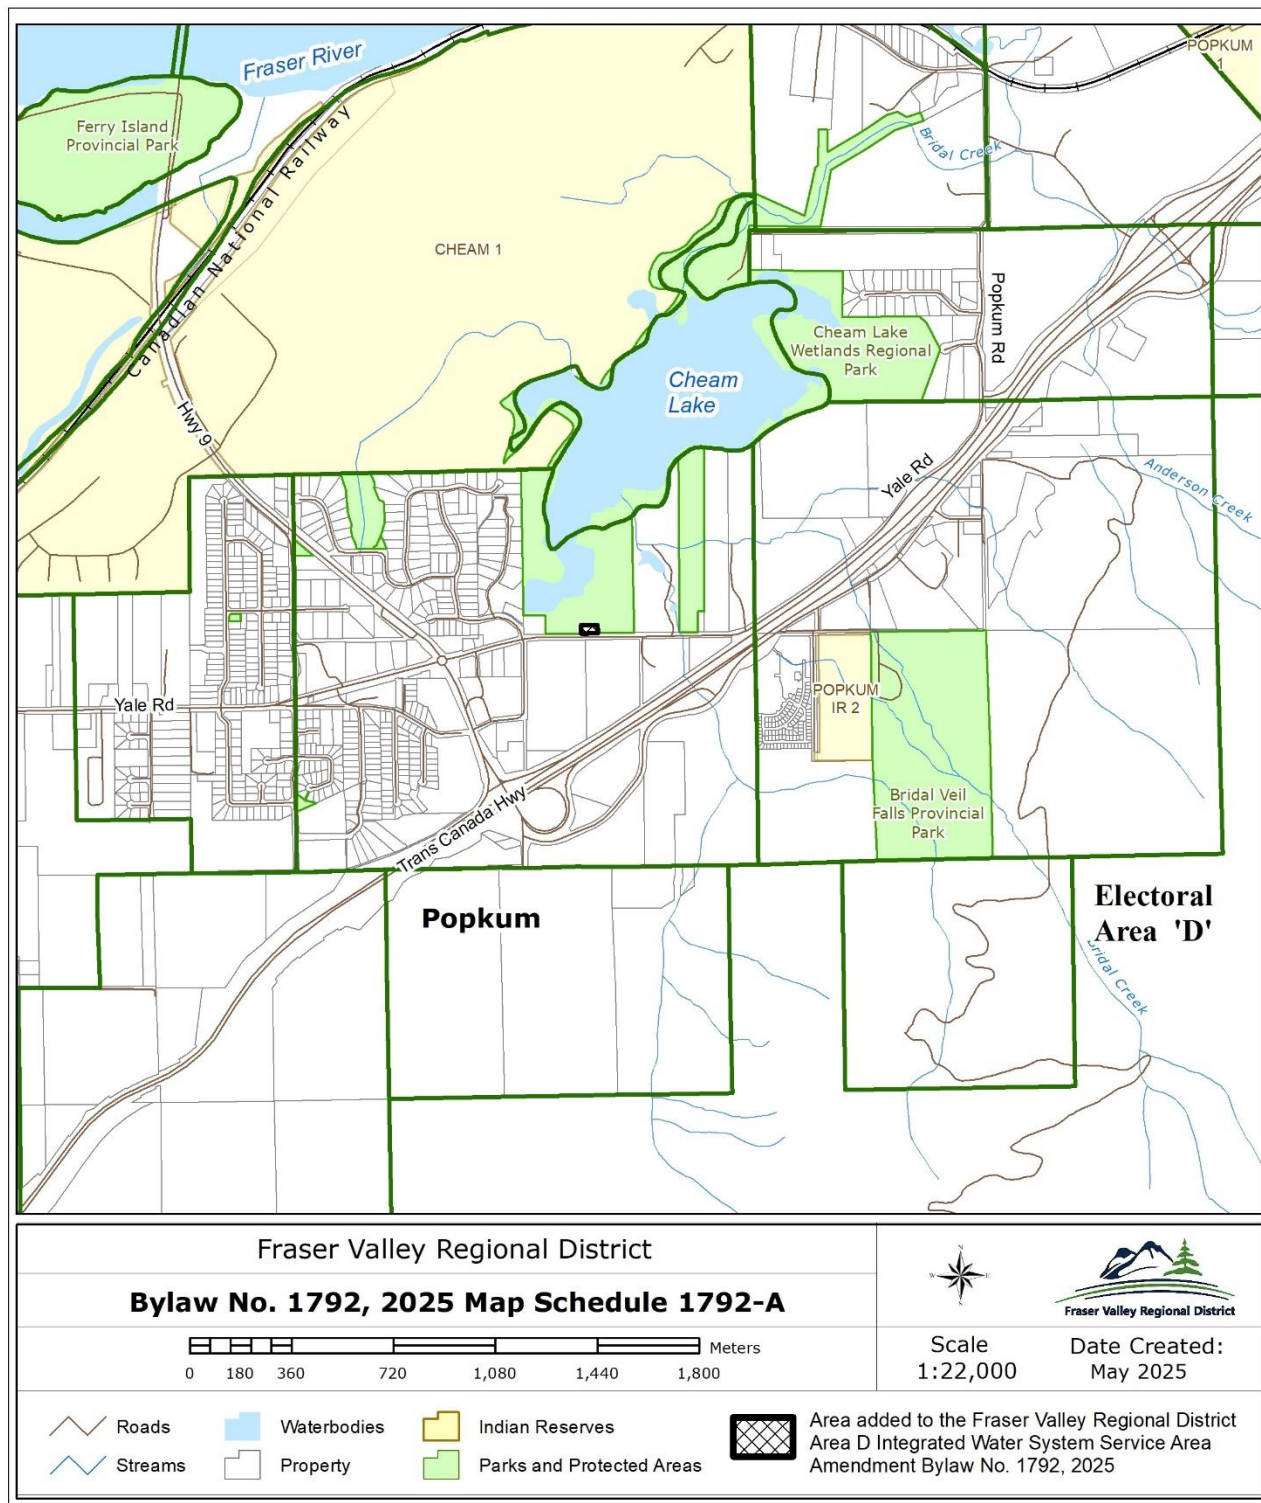 Fraser River
POPKUM
1
Ferry Island
Provincial Park
Canadian National Railway
Bridal Creek
CHEAM 1
Popkum Rd
Cheam Lake
Wetlands Regional
Park
Cheam
Lake
Hwy 9
Yale Rd
Anderson Creek
Yale Rd
POPKUM
IR 2
Bridal Veil
Falls Provincial
Park
Trans Canada Hwy
Popkum
Electoral
Area 'D'
Bridal Creek
Fraser Valley Regional District
Bylaw No. 1792, 2025 Map Schedule 1792-A
Meters
0 180 360 720 1,080 1,440 1,800
N
W E
S
Fraser Valley Regional District
Scale
1:22,000
Date Created:
May 2025
Roads
Waterbodies
Indian Reserves
Streams
Property
Parks and Protected Areas
Area added to the Fraser Valley Regional District
Area D Integrated Water System Service Area
Amendment Bylaw No. 1792, 2025